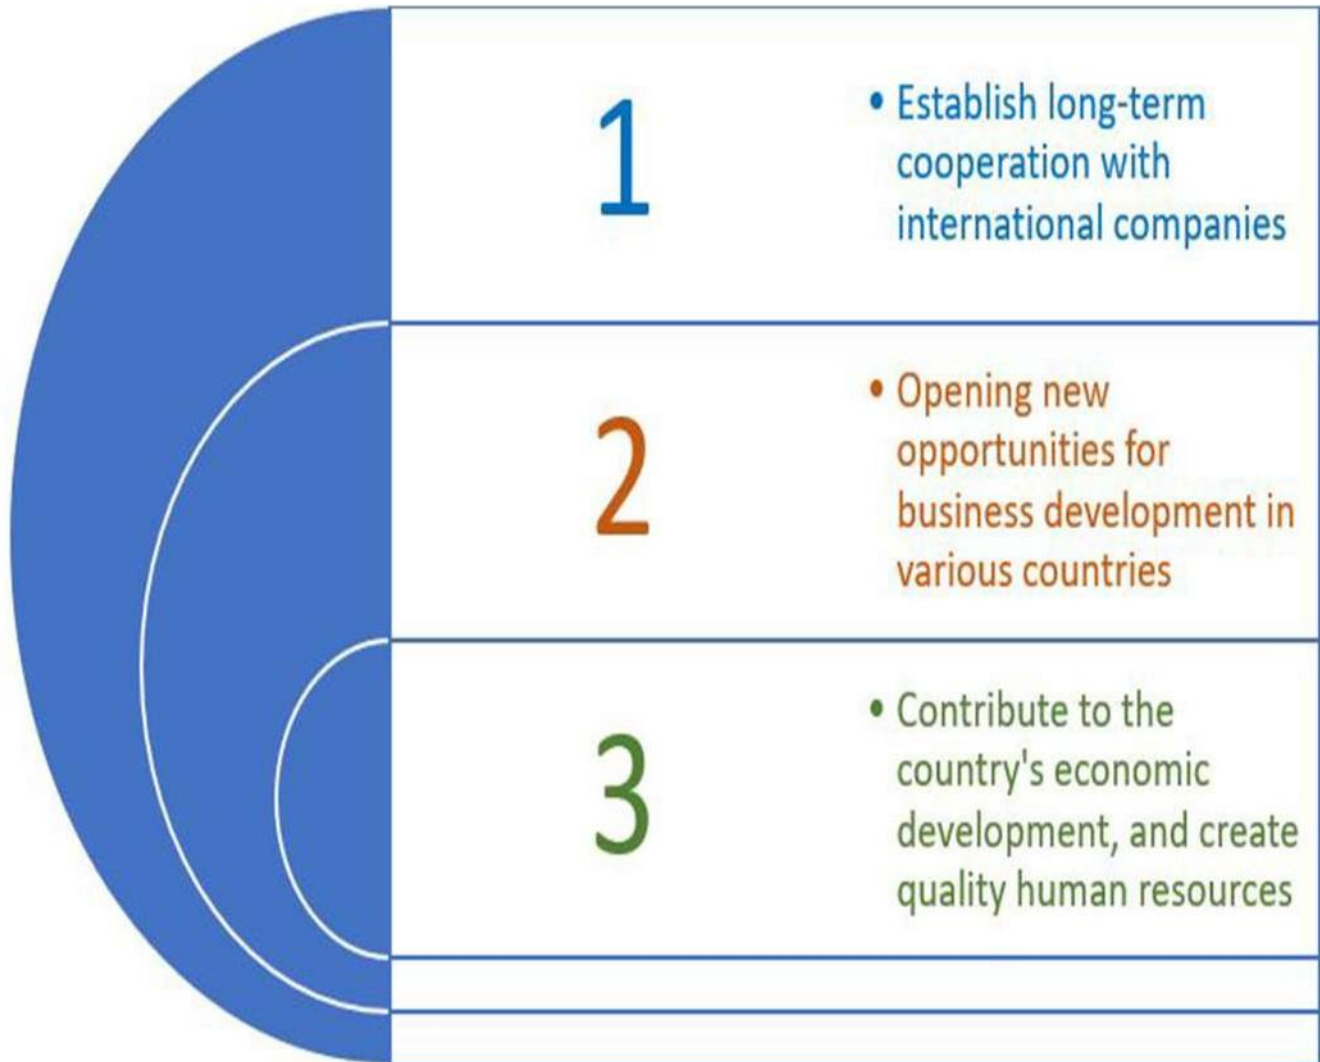 1
• Establish long-term
cooperation with
international companies
2
• Opening new
opportunities for
business development in
various countries
3
• Contribute to the
country's economic
development, and create
quality human resources